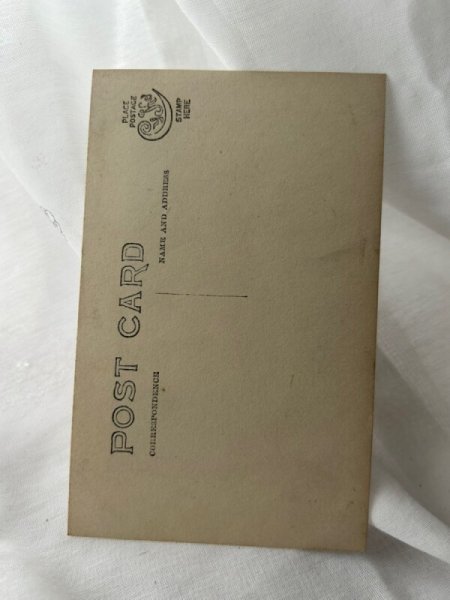 PLACE
POSTAGE
STAMP
HERE
POST CARD
CORRESPONDENCE
NAME AND ADDRESS